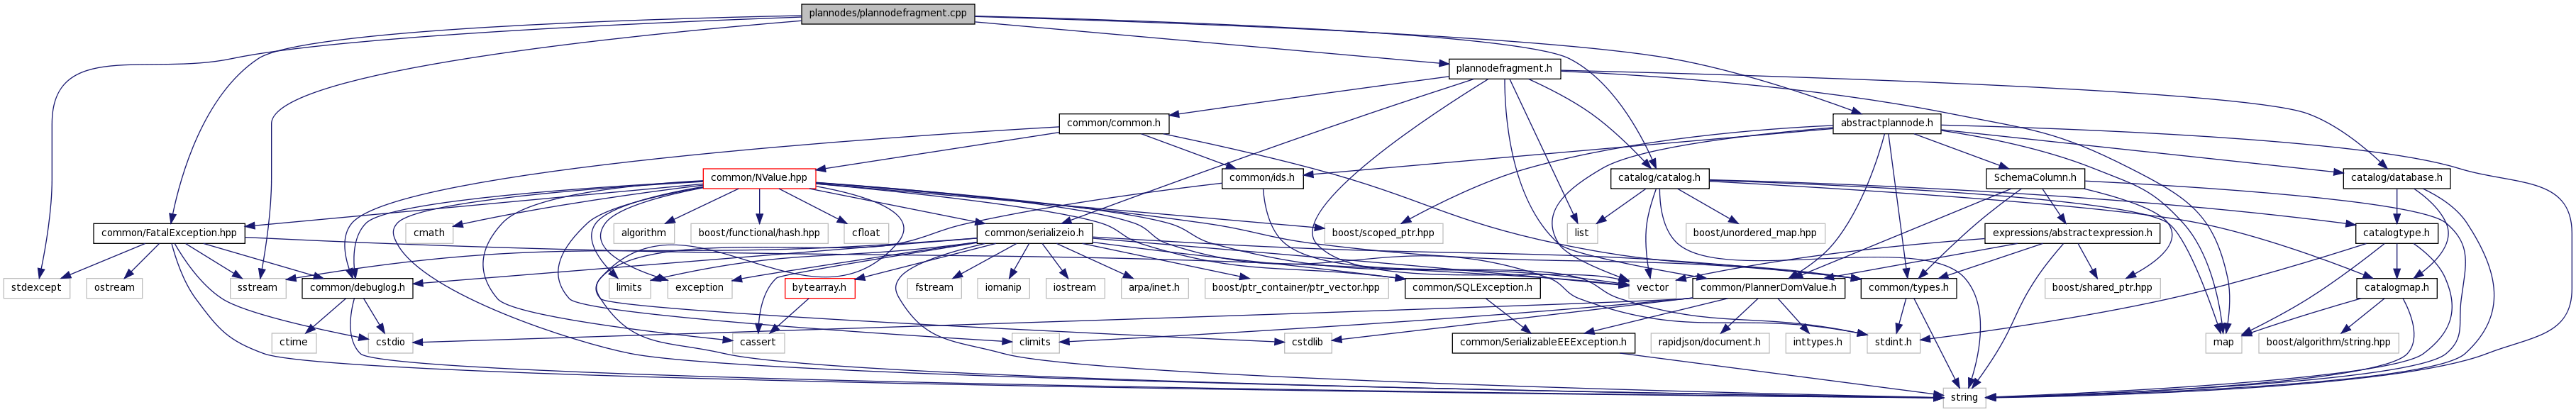 plannodes/plannodefragment.cpp
plannodefragment.h
common/common.h
abstractplannode.h
common/NValue.hpp
common/ids.h
catalog/catalog.h
SchemaColumn.h
catalog/database.h
common/FatalException.hpp
cmath
algorithm
boost/functional/hash.hpp
cfloat
common/serializeio.h
boost/scoped_ptr.hpp
list
boost/unordered_map.hpp
expressions/abstractexpression.h
catalogtype.h
stdexcept
ostream
sstream
common/debuglog.h
limits
exception
bytearray.h
fstream
iomanip
iostream
arpa/inet.h
boost/ptr_container/ptr_vector.hpp
common/SQLException.h
vector
common/PlannerDomValue.h
common/types.h
boost/shared_ptr.hpp
catalogmap.h
ctime
cstdio
cassert
climits
cstdlib
common/SerializableEEException.h
rapidjson/document.h
inttypes.h
stdint.h
map
boost/algorithm/string.hpp
string